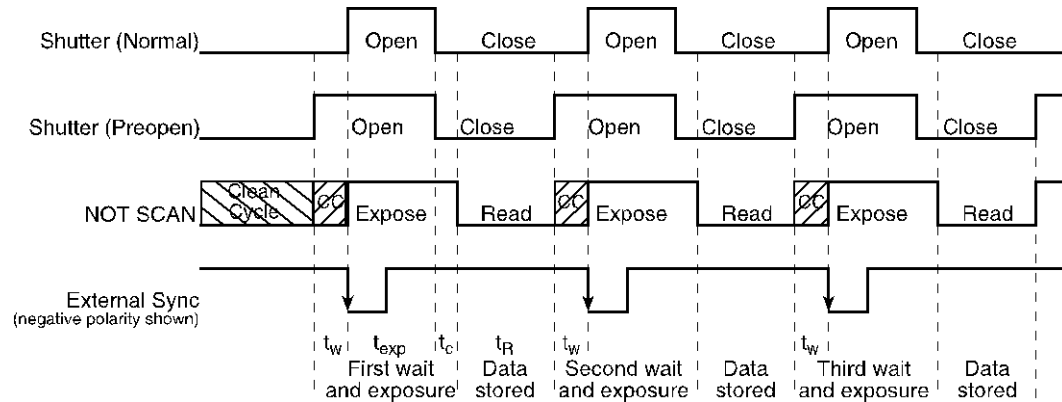 Shutter (Normal) Open Close Open Close Open Close
Shutter (Preopen) Open Close Open Close Open Close
Clean
Cycle
NOT SCAN CC Expose Read CC Expose Read CC Expose Read
External Sync
(negative polarity shown)
tw texp tc tR tw tw
First wait and exposure
Data stored
Second wait and exposure
Data stored
Third wait and exposure
Data stored